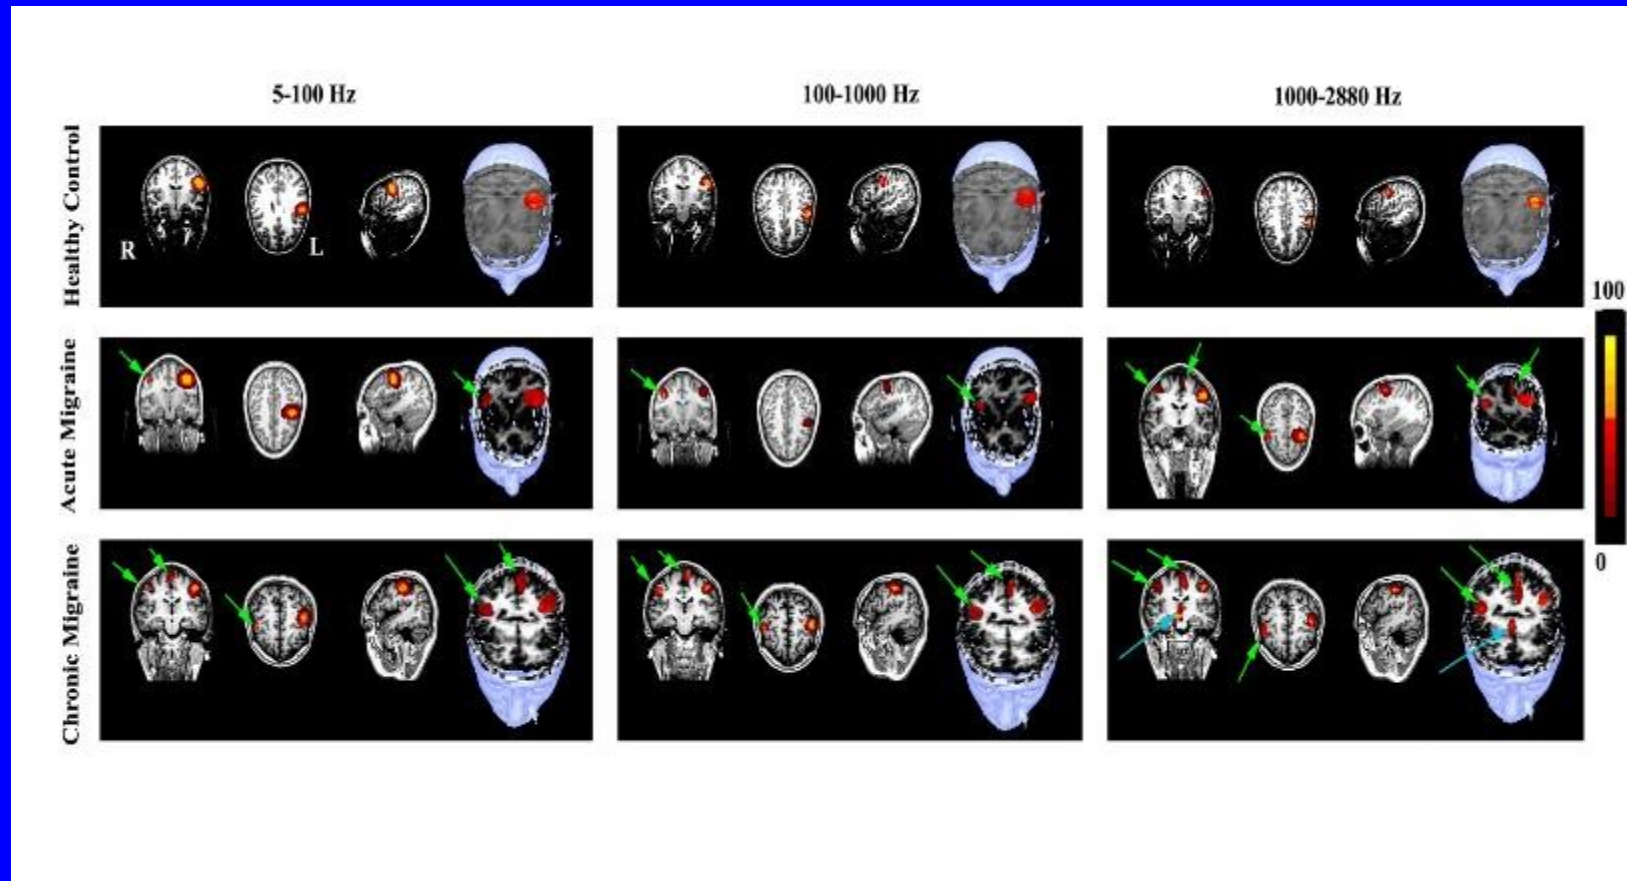 5-100 Hz
100-1000 Hz
1000-2880 Hz
Healthy Control
R
L
100
Acute Migraine
0
Chronic Migraine